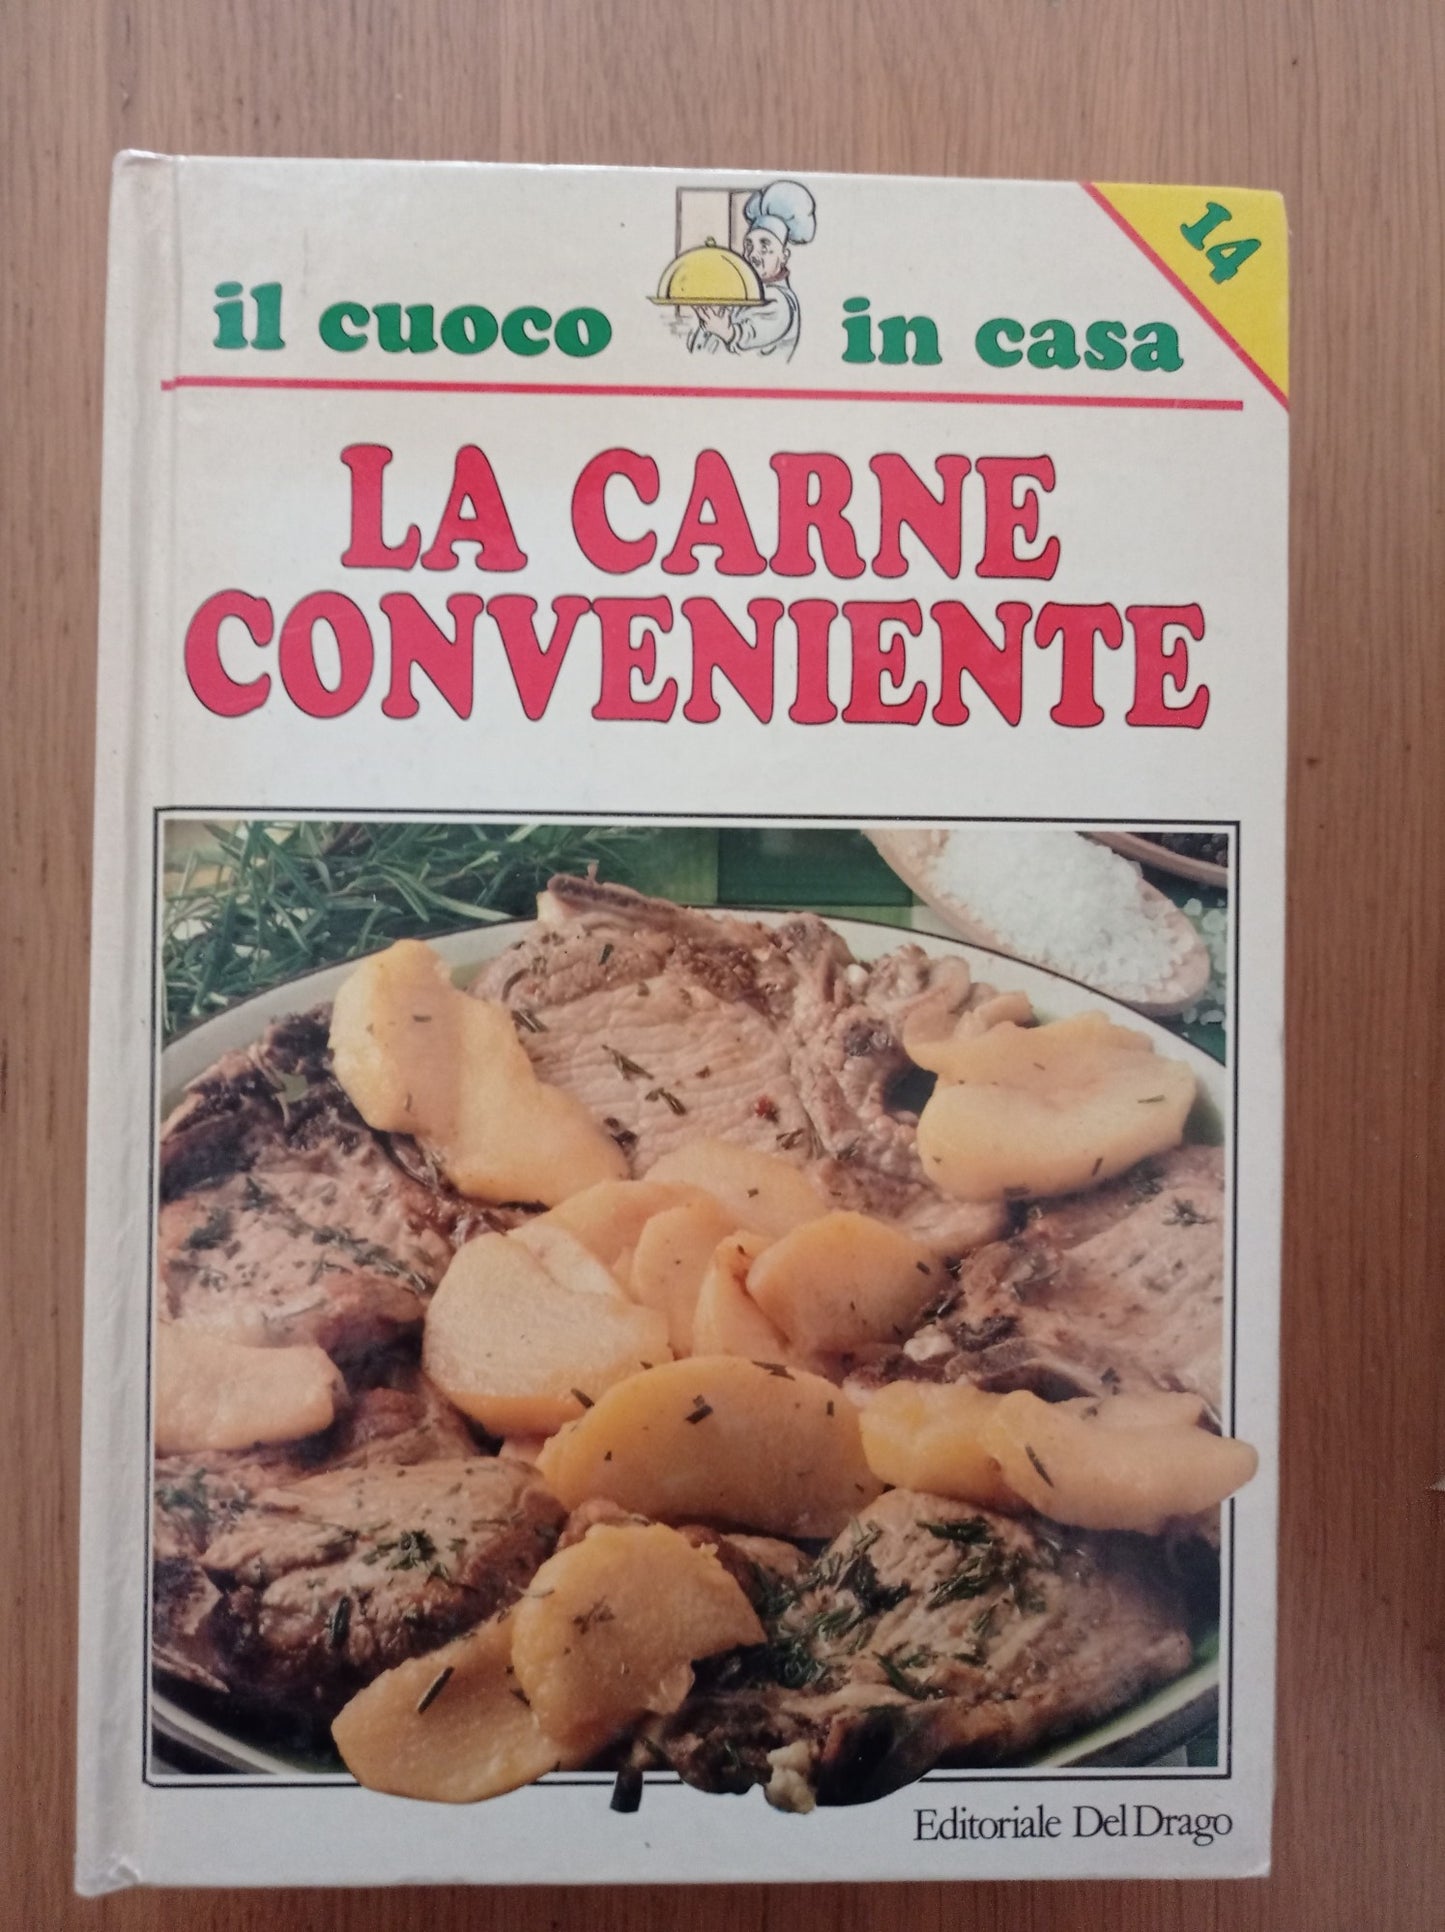 14
il cuoco in casa
LA CARNE
CONVENIENTE
Editoriale Del Drago